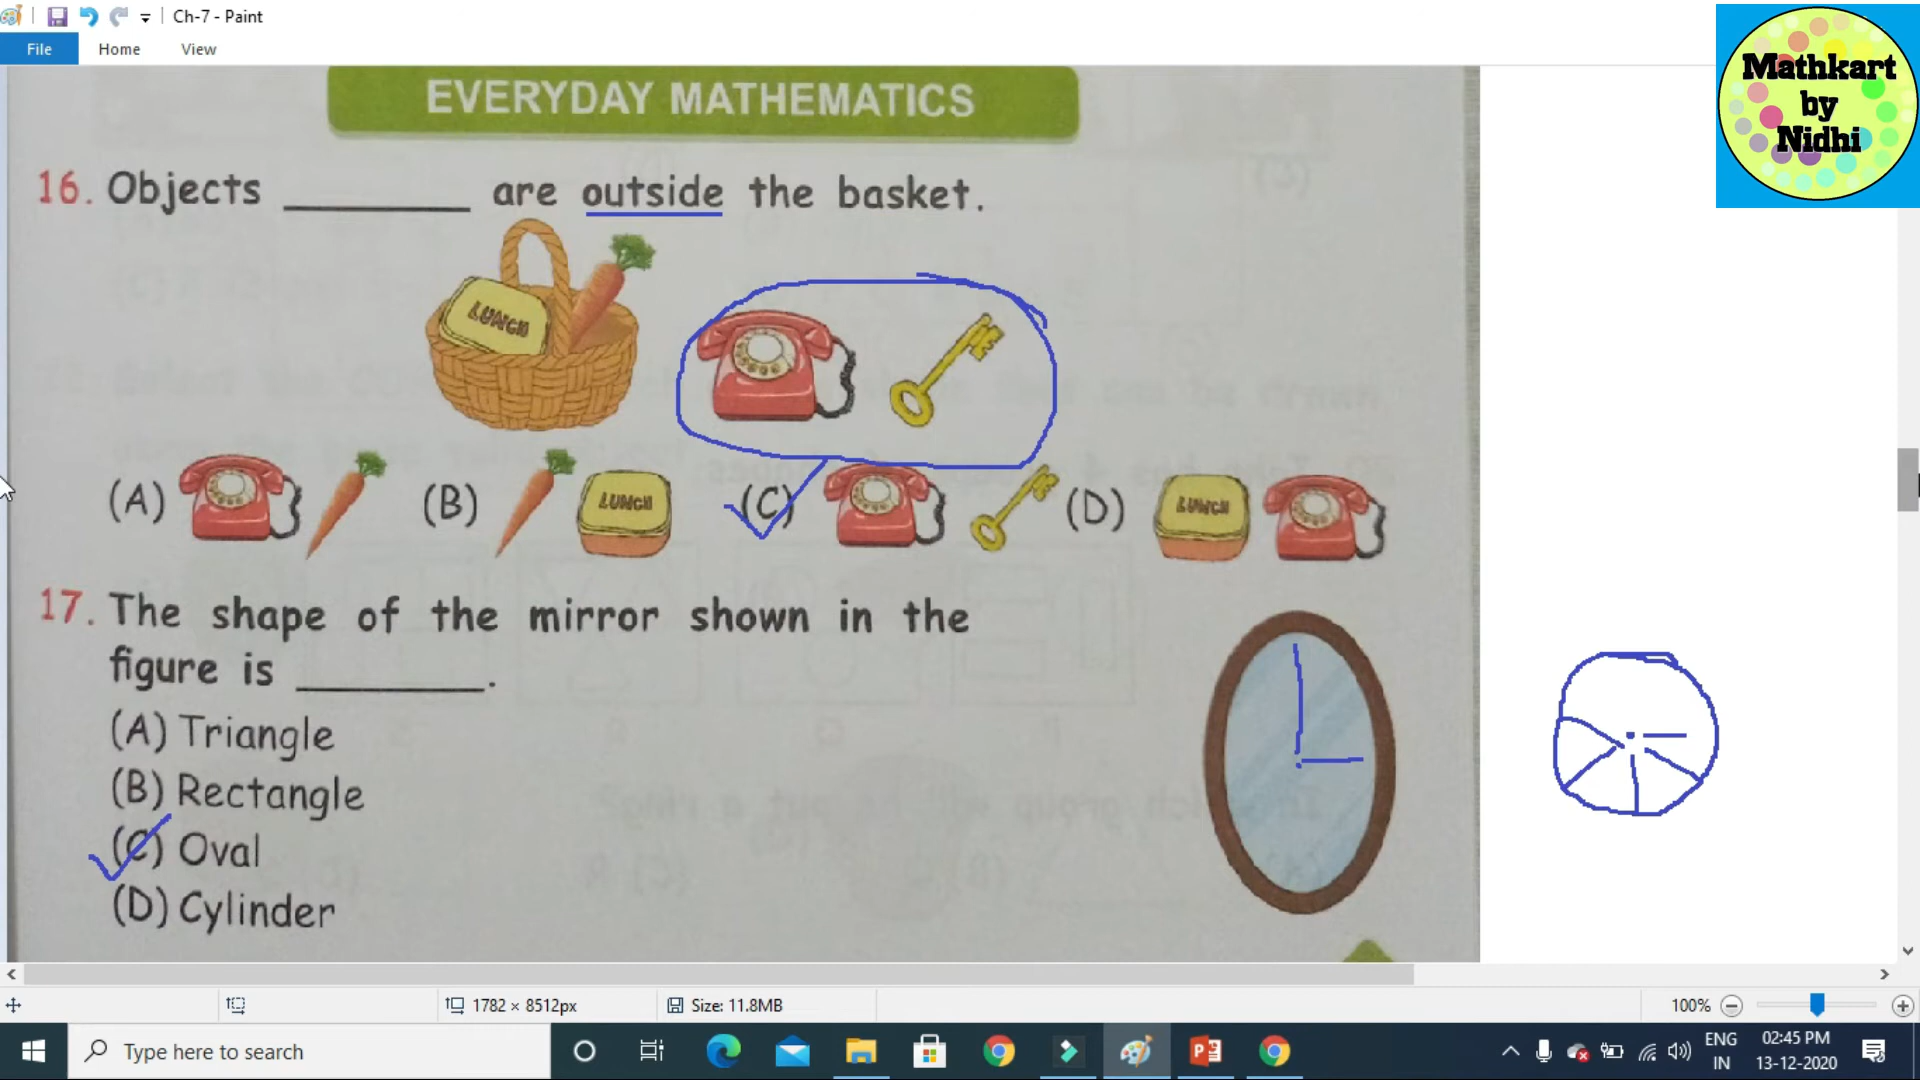 Ch-7 - Paint
File Home View
Mathkart
by
Nidhi
EVERYDAY MATHEMATICS
16. Objects ________ are outside the basket.
LUNCH
(A) (B) LUNCH (C) (D) LUNCH
17. The shape of the mirror shown in the
figure is ________.
(A) Triangle
(B) Rectangle
(C) Oval
(D) Cylinder
1782 × 8512px Size: 11.8MB 100%
Type here to search
ENG 02:45 PM
IN 13-12-2020